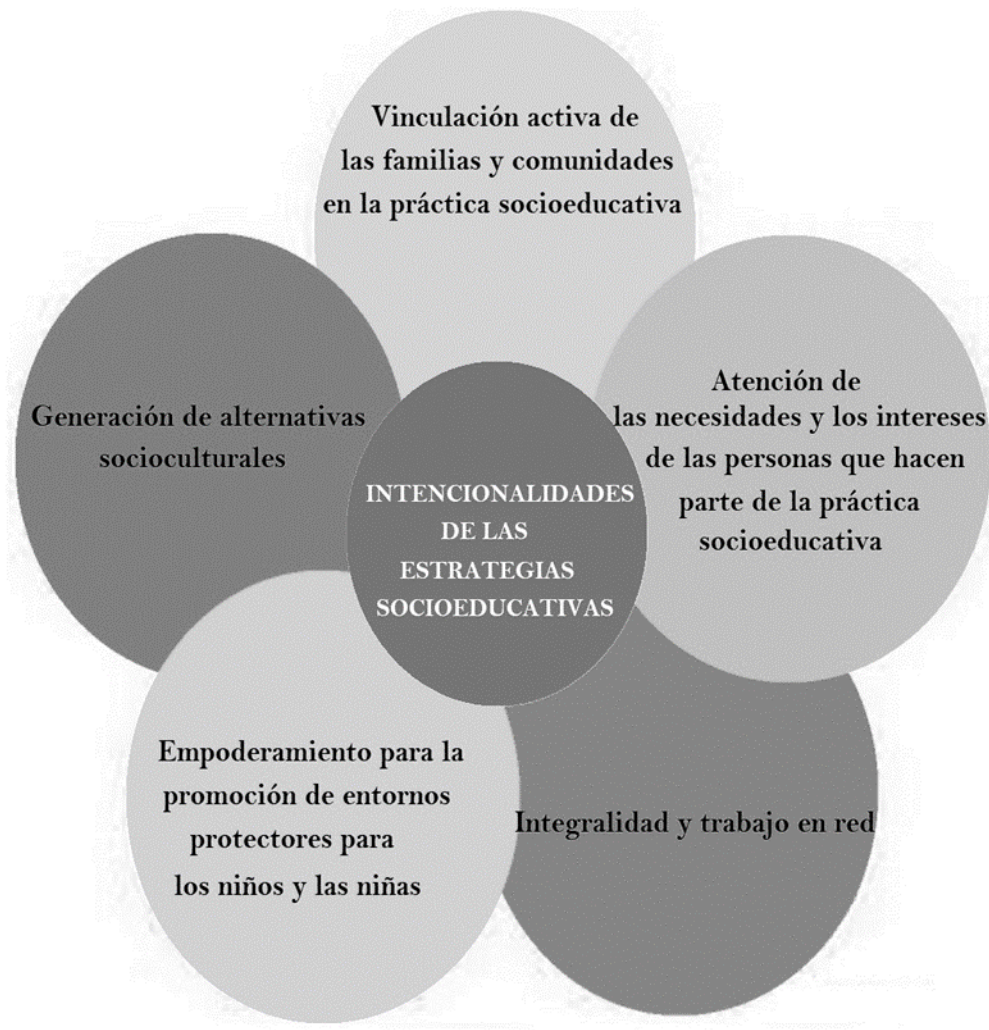 Vinculación activa de
las familias y comunidades
en la práctica socioeducativa
Atención de
las necesidades y los intereses
de las personas que hacen
parte de la práctica
socioeducativa
Generación de alternativas
socioculturales
INTENCIONALIDADES
DE LAS
ESTRATEGIAS
SOCIOEDUCATIVAS
Empoderamiento para la
promoción de entornos
protectores para
los niños y las niñas
Integralidad y trabajo en red